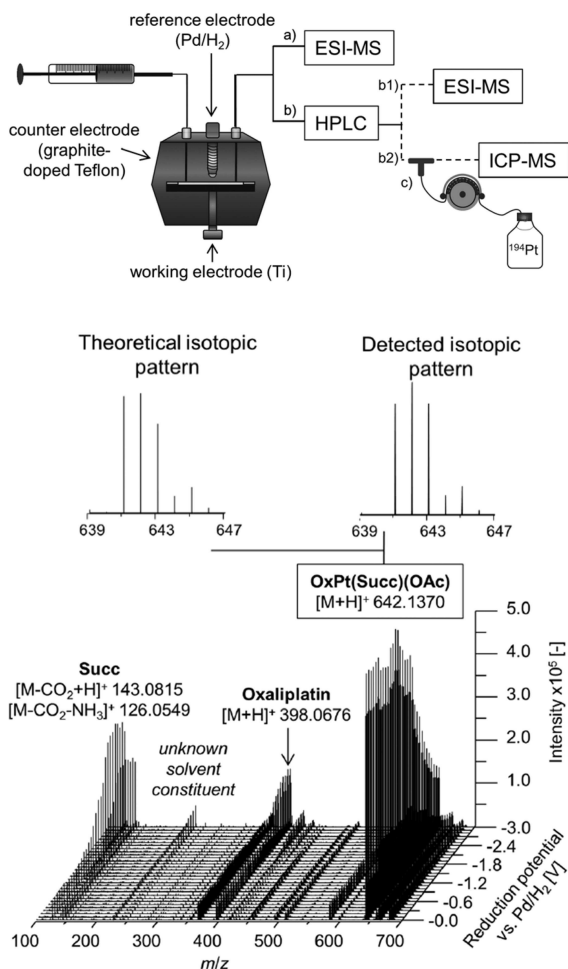 reference electrode
(Pd/H₂)
a)
ESI-MS
counter electrode
(graphite-
doped Teflon)
b)
HPLC
b1)
ESI-MS
b2)
ICP-MS
c)
¹⁹⁴Pt
working electrode (Ti)
Theoretical isotopic
pattern
639
643
647
Detected isotopic
pattern
639
643
647
OxPt(Succ)(OAc)
[M+H]⁺ 642.1370
Succ
[M-CO₂+H]⁺ 143.0815
[M-CO₂-NH₃]⁺ 126.0549
unknown
solvent
constituent
Oxaliplatin
[M+H]⁺ 398.0676
5.0
4.0
3.0
2.0
1.0
Intensity x10⁵ [-]
-3.0
-2.4
-1.8
-1.2
-0.6
-0.0
Reduction potential
vs. Pd/H₂ [V]
100
200
300
400
500
600
700
m/z